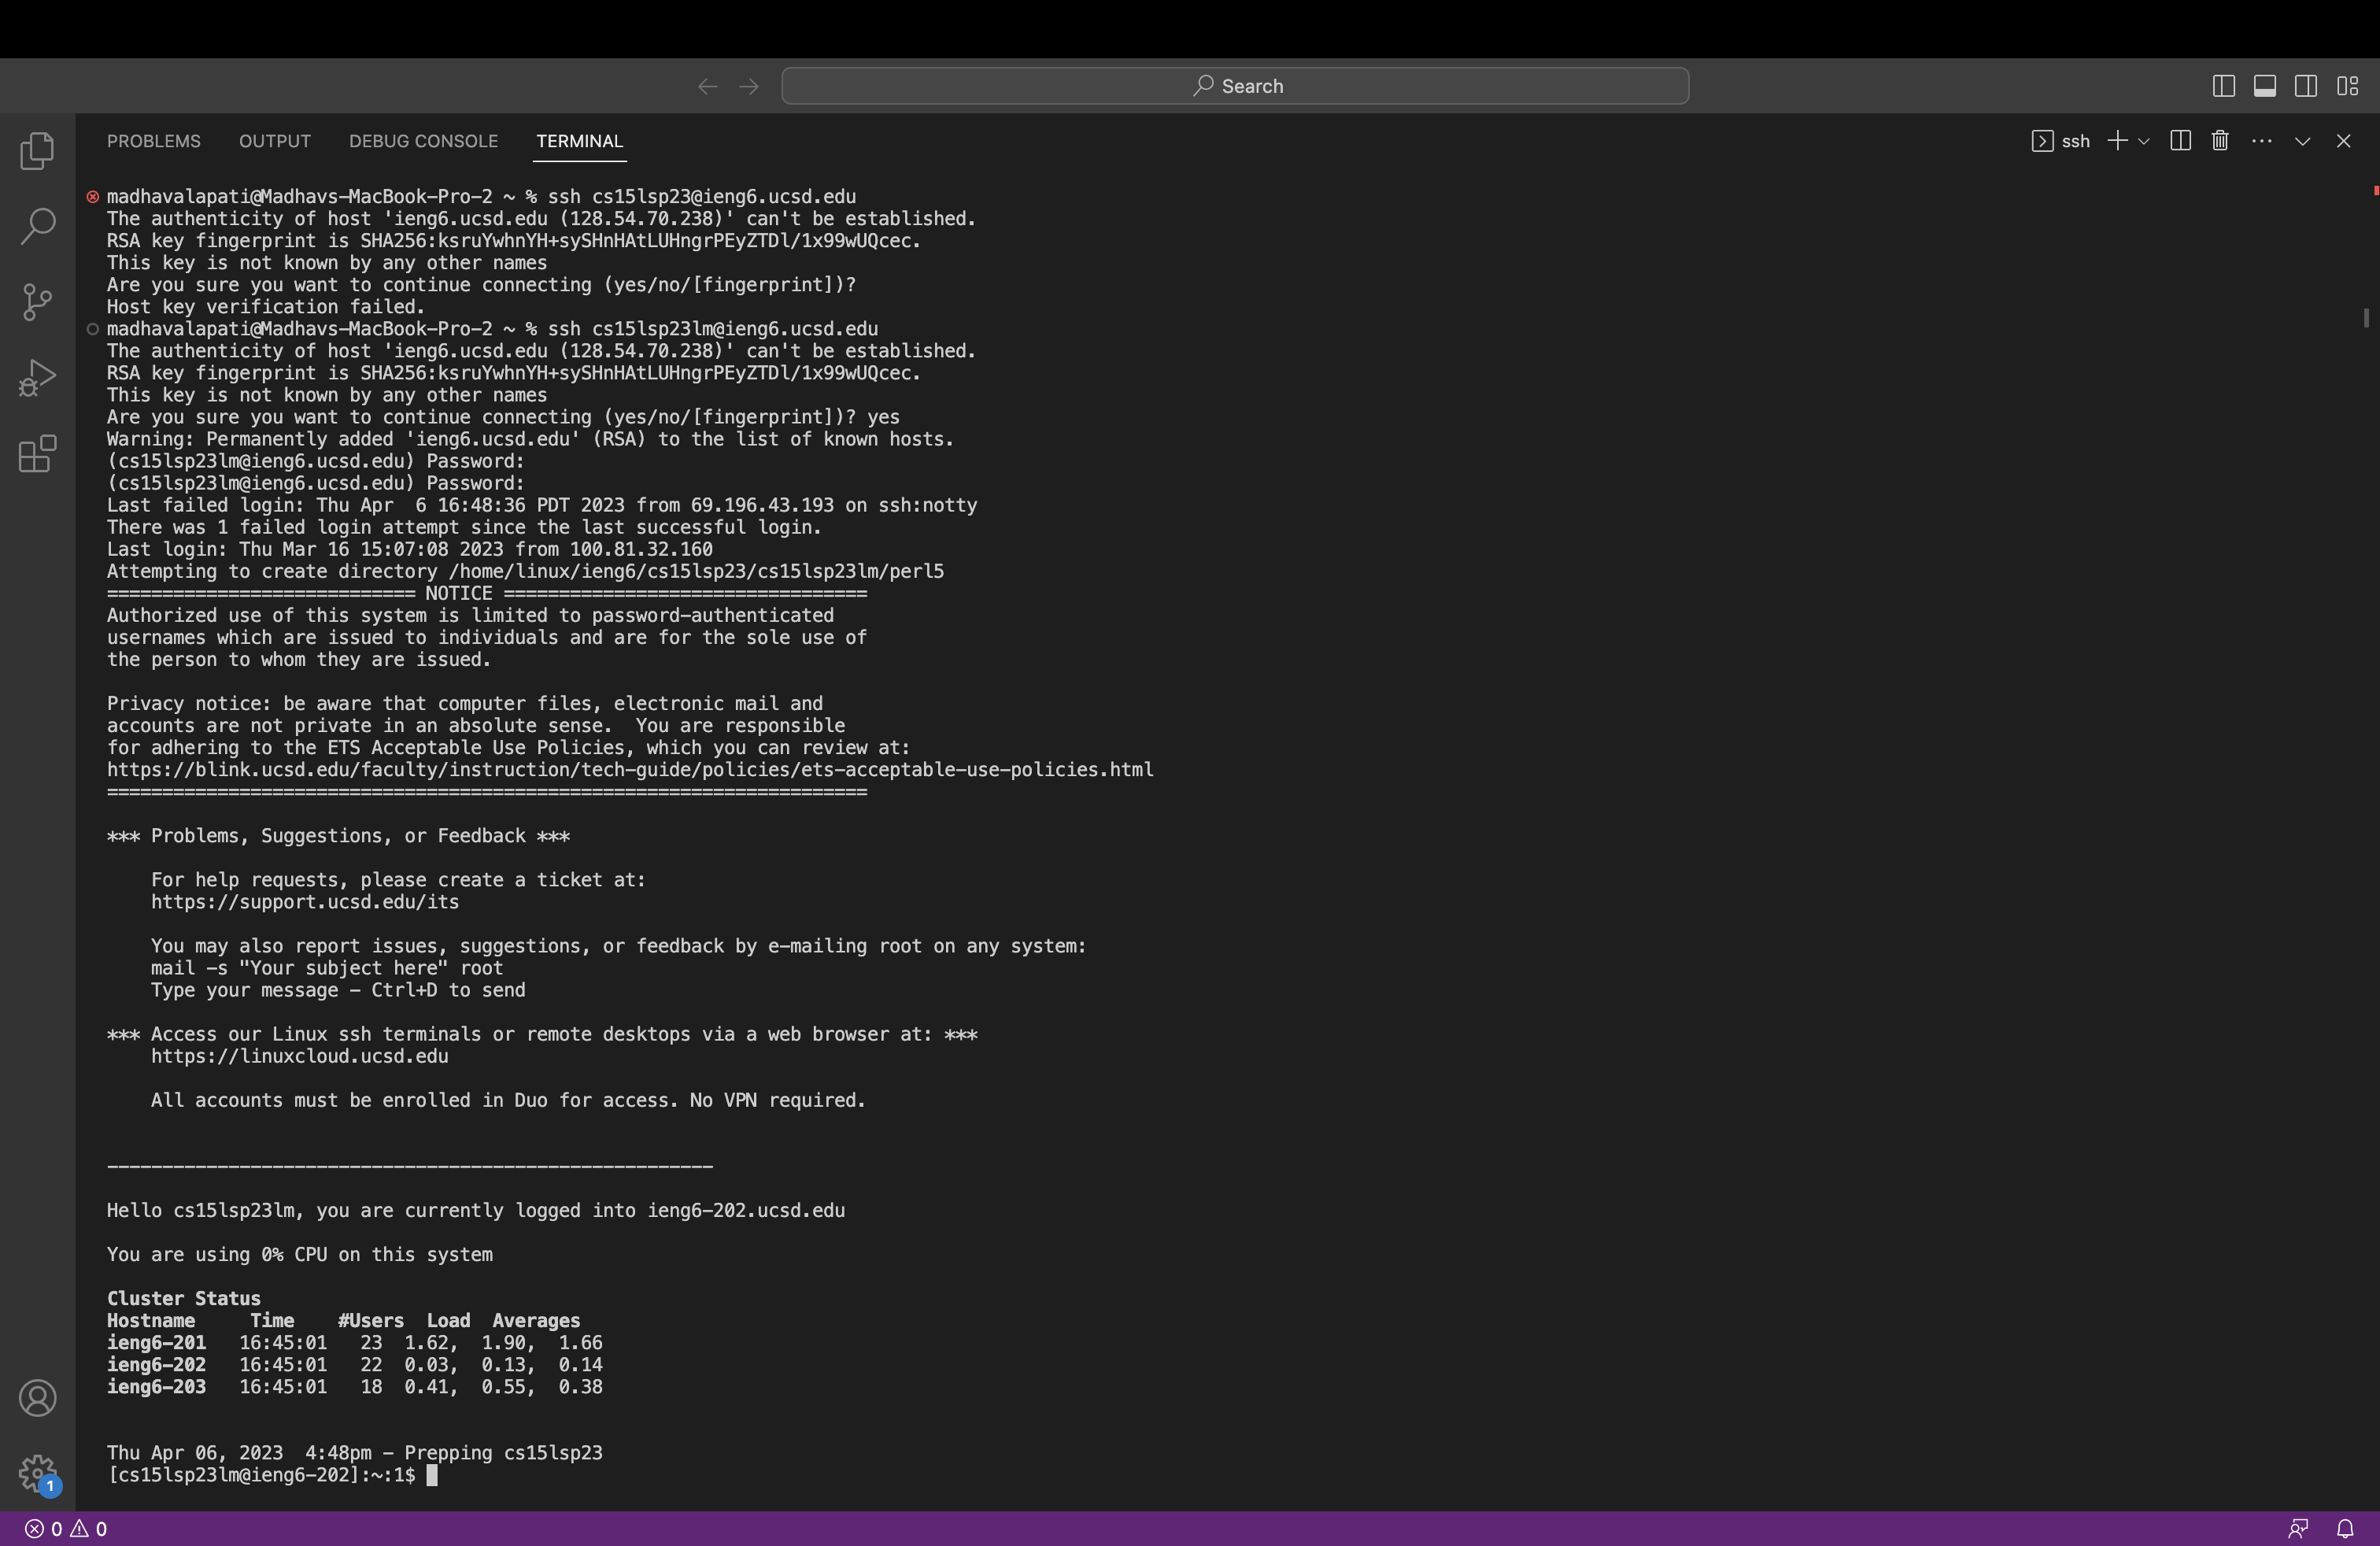 Search
PROBLEMS OUTPUT DEBUG CONSOLE TERMINAL
ssh
madhavalapati@Madhavs-MacBook-Pro-2 ~ % ssh cs15lsp23@ieng6.ucsd.edu
The authenticity of host 'ieng6.ucsd.edu (128.54.70.238)' can't be established.
RSA key fingerprint is SHA256:ksruYwhnYH+sySHnHAtLUHngrPEyZTDl/1x99wUQcec.
This key is not known by any other names
Are you sure you want to continue connecting (yes/no/[fingerprint])?
Host key verification failed.
madhavalapati@Madhavs-MacBook-Pro-2 ~ % ssh cs15lsp23lm@ieng6.ucsd.edu
The authenticity of host 'ieng6.ucsd.edu (128.54.70.238)' can't be established.
RSA key fingerprint is SHA256:ksruYwhnYH+sySHnHAtLUHngrPEyZTDl/1x99wUQcec.
This key is not known by any other names
Are you sure you want to continue connecting (yes/no/[fingerprint])? yes
Warning: Permanently added 'ieng6.ucsd.edu' (RSA) to the list of known hosts.
(cs15lsp23lm@ieng6.ucsd.edu) Password:
(cs15lsp23lm@ieng6.ucsd.edu) Password:
Last failed login: Thu Apr  6 16:48:36 PDT 2023 from 69.196.43.193 on ssh:notty
There was 1 failed login attempt since the last successful login.
Last login: Thu Mar 16 15:07:08 2023 from 100.81.32.160
Attempting to create directory /home/linux/ieng6/cs15lsp23/cs15lsp23lm/perl5
============================ NOTICE =================================
Authorized use of this system is limited to password-authenticated
usernames which are issued to individuals and are for the sole use of
the person to whom they are issued.
Privacy notice: be aware that computer files, electronic mail and
accounts are not private in an absolute sense.  You are responsible
for adhering to the ETS Acceptable Use Policies, which you can review at:
https://blink.ucsd.edu/faculty/instruction/tech-guide/policies/ets-acceptable-use-policies.html
=====================================================================
*** Problems, Suggestions, or Feedback ***
For help requests, please create a ticket at:
https://support.ucsd.edu/its
You may also report issues, suggestions, or feedback by e-mailing root on any system:
mail -s "Your subject here" root
Type your message - Ctrl+D to send
*** Access our Linux ssh terminals or remote desktops via a web browser at: ***
https://linuxcloud.ucsd.edu
All accounts must be enrolled in Duo for access. No VPN required.
-------------------------------------------------------
Hello cs15lsp23lm, you are currently logged into ieng6-202.ucsd.edu
You are using 0% CPU on this system
Cluster Status
Hostname     Time    #Users  Load  Averages
ieng6-201   16:45:01   23  1.62,  1.90,  1.66
ieng6-202   16:45:01   22  0.03,  0.13,  0.14
ieng6-203   16:45:01   18  0.41,  0.55,  0.38
Thu Apr 06, 2023  4:48pm - Prepping cs15lsp23
[cs15lsp23lm@ieng6-202]:~:1$
1
0 0